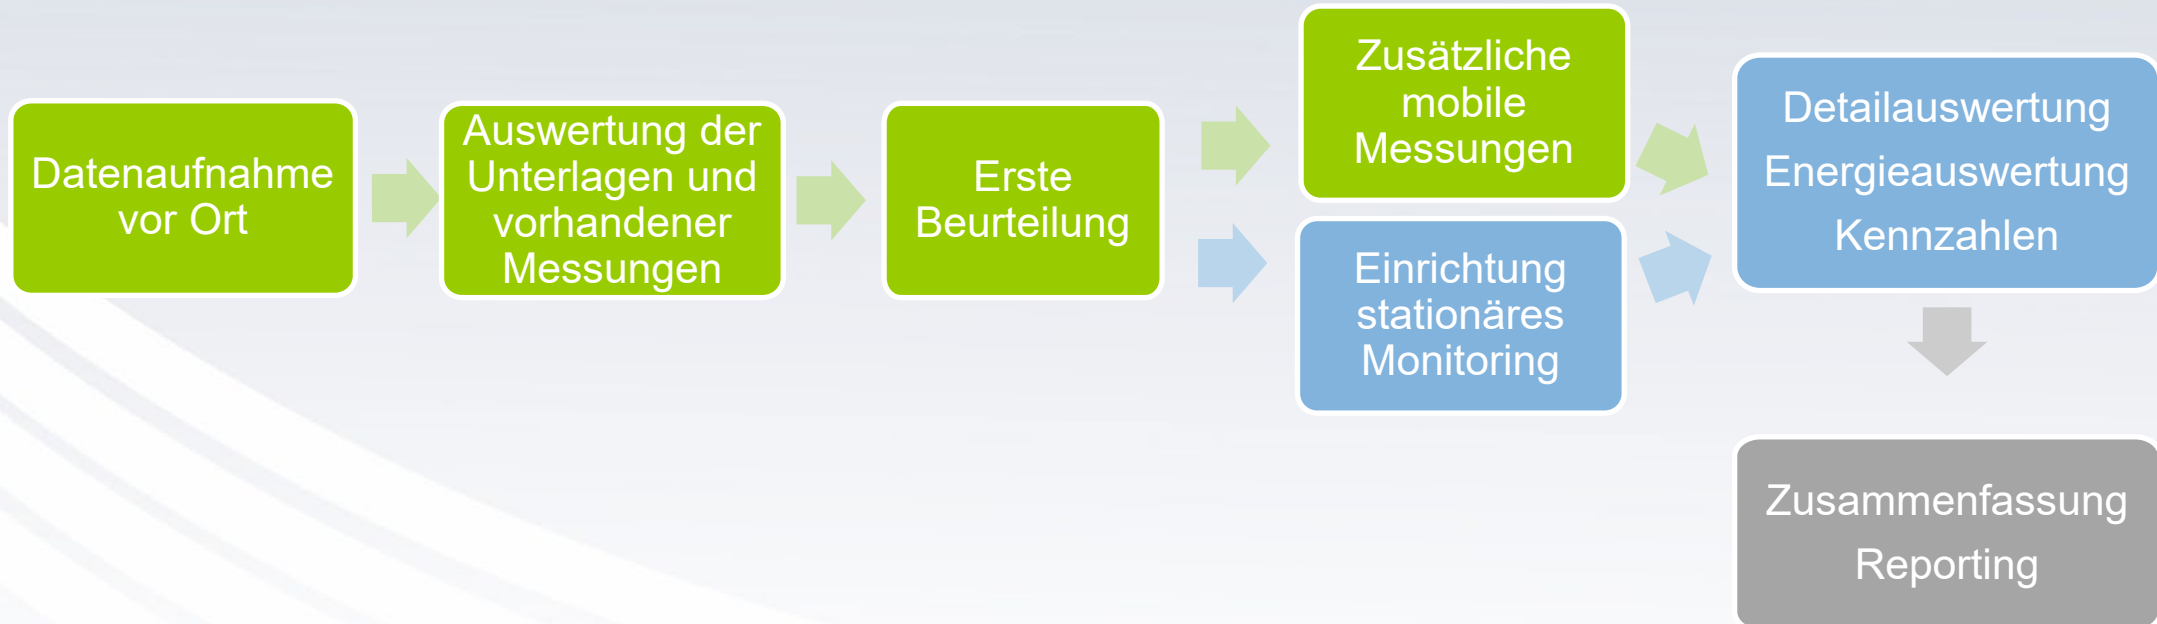 Datenaufnahme
vor Ort
Auswertung der
Unterlagen und
vorhandener
Messungen
Erste
Beurteilung
Zusätzliche
mobile
Messungen
Einrichtung
stationäres
Monitoring
Detailauswertung
Energieauswertung
Kennzahlen
Zusammenfassung
Reporting